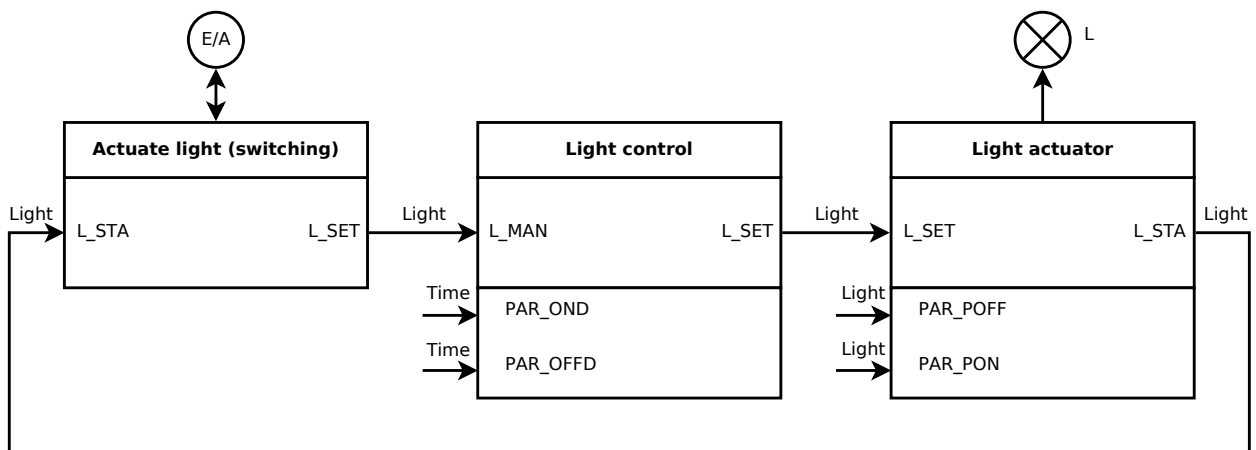 E/A
L
Actuate light (switching)
Light control
Light actuator
Light
L_STA
L_SET
Light
L_MAN
L_SET
Light
L_SET
L_STA
Light
Time
PAR_OND
Light
PAR_POFF
Time
PAR_OFFD
Light
PAR_PON